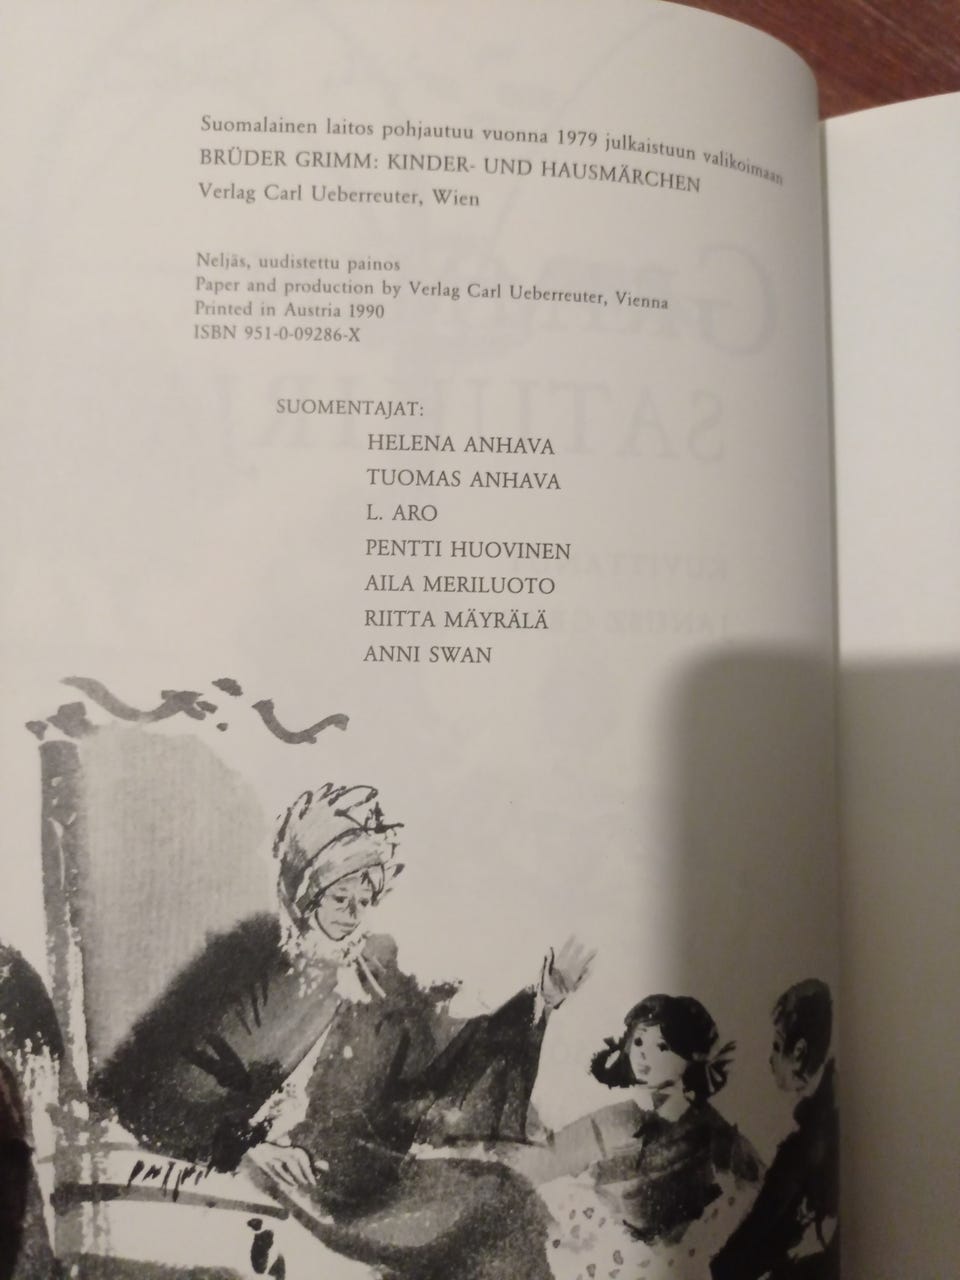 Suomalainen laitos pohjautuu vuonna 1979 julkaistuun valikoimaan
BRÜDER GRIMM: KINDER- UND HAUSMÄRCHEN
Verlag Carl Ueberreuter, Wien
Neljäs, uudistettu painos
Paper and production by Verlag Carl Ueberreuter, Vienna
Printed in Austria 1990
ISBN 951-0-09286-X
SUOMENTAJAT:
HELENA ANHAVA
TUOMAS ANHAVA
L. ARO
PENTTI HUOVINEN
AILA MERILUOTO
RIITTA MÄYRÄLÄ
ANNI SWAN